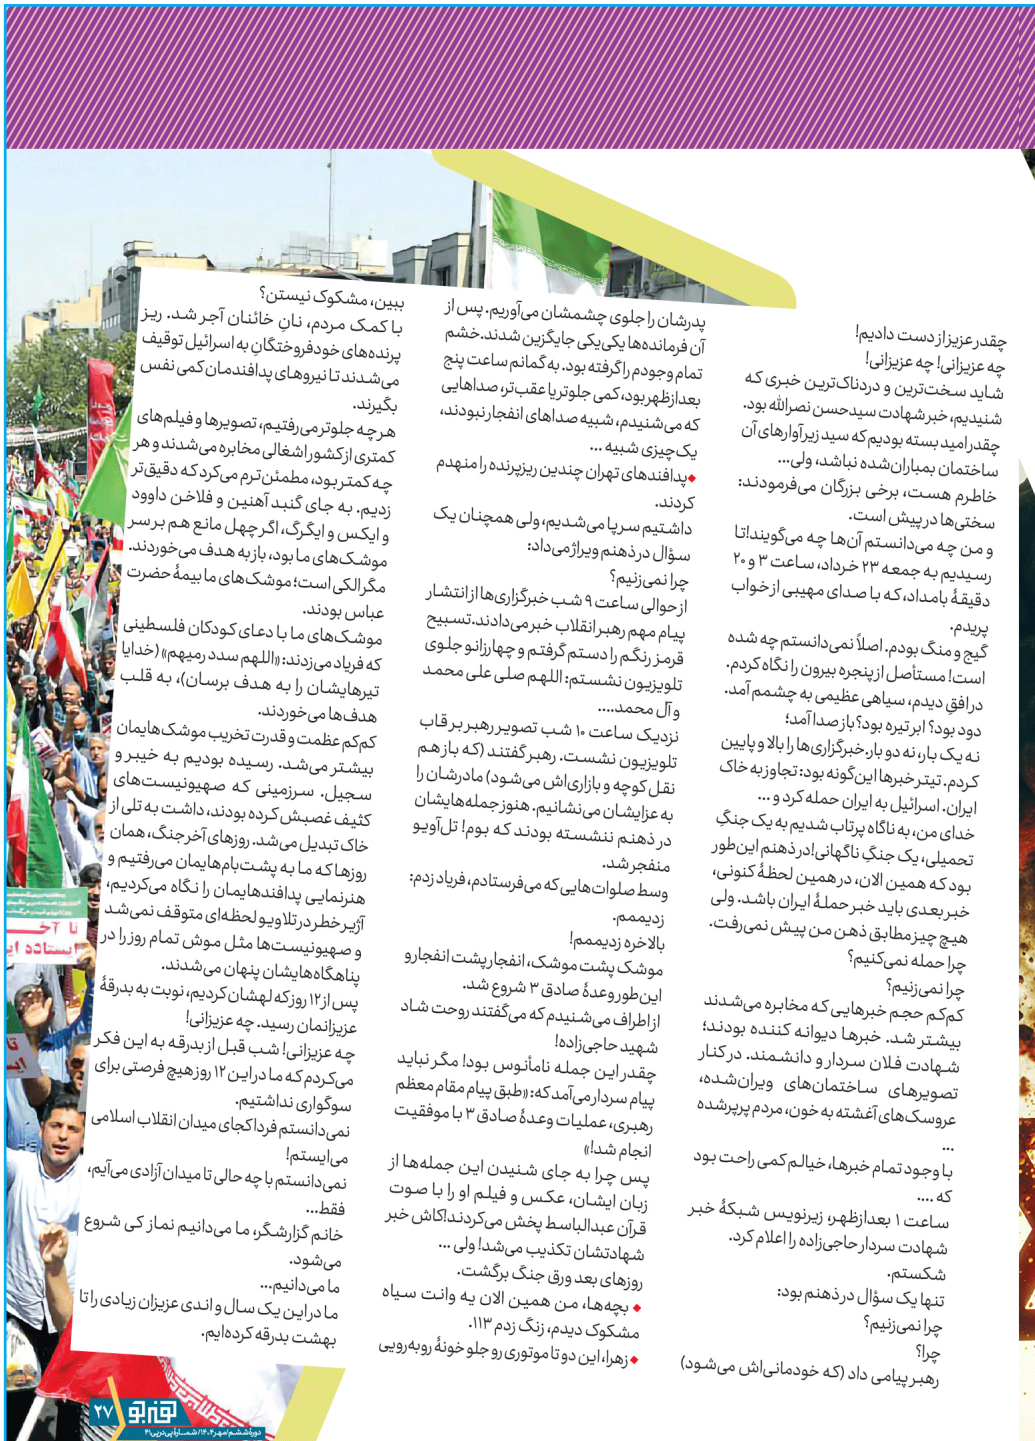 چقدر عزیز از دست دادیم!
چه عزیزانی! چه عزیزانی!
شاید سخت‌ترین و دردناک‌ترین خبری که
شنیدیم، خبر شهادت سیدحسن نصرالله بود.
چقدر امید بسته بودیم که سید زیر آوارهای آن
ساختمان بمباران‌شده نباشد، ولی...
خاطرم هست، برخی بزرگان می‌فرمودند:
سختی‌ها در پیش است.
و من چه می‌دانستم آن‌ها چه می‌گویند! تا
رسیدیم به جمعه ۲۳ خرداد، ساعت ۳ و ۲۰
دقیقهٔ بامداد، که با صدای مهیبی از خواب
پریدم.
گیج و منگ بودم. اصلاً نمی‌دانستم چه شده
است! مستأصل از پنجره بیرون را نگاه کردم.
در افق دیدم، سیاهی عظیمی به چشمم آمد.
دود بود؟ ابر تیره بود؟ باز صدا آمد؛
نه یک بار، نه دو بار. خبرگزاری‌ها را بالا و پایین
کردم. تیتر خبرها این‌گونه بود: تجاوز به خاک
ایران. اسرائیل به ایران حمله کرد و ...
خدای من، به ناگاه پرتاب شدیم به یک جنگِ
تحمیلی، یک جنگِ ناگهانی! در ذهنم این‌طور
بود که همین الان، در همین لحظهٔ کنونی،
خبر بعدی باید خبر حملهٔ ایران باشد. ولی
هیچ چیز مطابق ذهن من پیش نمی‌رفت.
چرا حمله نمی‌کنیم؟
چرا نمی‌زنیم؟
کم‌کم حجم خبرهایی که مخابره می‌شدند
بیشتر شد. خبرها دیوانه کننده بودند؛
شهادت فلان سردار و دانشمند. در کنار
تصویرهای ساختمان‌های ویران‌شده،
عروسک‌های آغشته به خون، مردم پرپرشده
...
با وجود تمام خبرها، خیالم کمی راحت بود
که ....
ساعت ۱ بعدازظهر، زیرنویس شبکهٔ خبر
شهادت سردار حاجی‌زاده را اعلام کرد.
شکستم.
تنها یک سؤال در ذهنم بود:
چرا نمی‌زنیم؟
چرا؟
رهبر پیامی داد (که خودمانی‌اش می‌شود)
پدرشان را جلوی چشمشان می‌آوریم. پس از
آن فرمانده‌ها یکی‌یکی جایگزین شدند. خشم
تمام وجودم را گرفته بود. به گمانم ساعت پنج
بعدازظهر بود، کمی جلوتر یا عقب‌تر، صداهایی
که می‌شنیدم، شبیه صداهای انفجار نبودند،
یک چیزی شبیه ...
◆پدافندهای تهران چندین ریزپرنده را منهدم
کردند.
داشتیم سرپا می‌شدیم، ولی همچنان یک
سؤال در ذهنم ویراژ می‌داد:
چرا نمی‌زنیم؟
از حوالی ساعت ۹ شب خبرگزاری‌ها از انتشار
پیام مهم رهبر انقلاب خبر می‌دادند. تسبیح
قرمز رنگم را دستم گرفتم و چهارزانو جلوی
تلویزیون نشستم: اللهم صلی علی محمد
و آل محمد....
نزدیک ساعت ۱۰ شب تصویر رهبر بر قاب
تلویزیون نشست. رهبر گفتند (که باز هم
نقل کوچه و بازاری‌اش می‌شود) مادرشان را
به عزایشان می‌نشانیم. هنوز جمله‌هایشان
در ذهنم ننشسته بودند که بوم! تل‌آویو
منفجر شد.
وسط صلوات‌هایی که می‌فرستادم، فریاد زدم:
زدیممم.
بالاخره زدیممم!
موشک پشت موشک، انفجار پشت انفجار و
این‌طور وعدهٔ صادق ۳ شروع شد.
از اطراف می‌شنیدم که می‌گفتند روحت شاد
شهید حاجی‌زاده!
چقدر این جمله نامأنوس بود! مگر نباید
پیام سردار می‌آمد که: «طبق پیام مقام معظم
رهبری، عملیات وعدهٔ صادق ۳ با موفقیت
انجام شد!»
پس چرا به جای شنیدن این جمله‌ها از
زبان ایشان، عکس و فیلم او را با صوت
قرآن عبدالباسط پخش می‌کردند! کاش خبر
شهادتشان تکذیب می‌شد! ولی ...
روزهای بعد ورق جنگ برگشت.
◆ بچه‌ها، من همین الان یه وانت سیاه
مشکوک دیدم، زنگ زدم ۱۱۳.
◆ زهرا، این دو تا موتوری رو جلو خونهٔ روبه‌رویی
ببین، مشکوک نیستن؟
با کمک مردم، نانِ خائنان آجر شد. ریز
پرنده‌های خودفروختگانِ به اسرائیل توقیف
می‌شدند تا نیروهای پدافندمان کمی نفس
بگیرند.
هر چه جلوتر می‌رفتیم، تصویرها و فیلم‌های
کمتری از کشور اشغالی مخابره می‌شدند و هر
چه کمتر بود، مطمئن‌ترم می‌کرد که دقیق‌تر
زدیم. به جای گنبد آهنین و فلاخن داوود
و ایکس و ایگرگ، اگر چهل مانع هم بر سر
موشک‌های ما بود، باز به هدف می‌خوردند.
مگر الکی است؛ موشک‌های ما بیمهٔ حضرت
عباس بودند.
موشک‌های ما با دعای کودکان فلسطینی
که فریاد می‌زدند: «اللهم سدد رمیهم» (خدایا
تیرهایشان را به هدف برسان)، به قلب
هدف‌ها می‌خوردند.
کم‌کم عظمت و قدرت تخریب موشک‌هایمان
بیشتر می‌شد. رسیده بودیم به خیبر و
سجیل. سرزمینی که صهیونیست‌های
کثیف غصبش کرده بودند، داشت به تلی از
خاک تبدیل می‌شد. روزهای آخر جنگ، همان
روزها که ما به پشت‌بام‌هایمان می‌رفتیم و
هنرنمایی پدافندهایمان را نگاه می‌کردیم،
آژیر خطر در تلاویو لحظه‌ای متوقف نمی‌شد
و صهیونیست‌ها مثل موش تمام روز را در
پناهگاه‌هایشان پنهان می‌شدند.
پس از ۱۲ روز که لهشان کردیم، نوبت به بدرقهٔ
عزیزانمان رسید. چه عزیزانی!
چه عزیزانی! شب قبل از بدرقه به این فکر
می‌کردم که ما در این ۱۲ روز هیچ فرصتی برای
سوگواری نداشتیم.
نمی‌دانستم فردا کجای میدان انقلاب اسلامی
می‌ایستم!
نمی‌دانستم با چه حالی تا میدان آزادی می‌آیم،
فقط...
خانم گزارشگر، ما می‌دانیم نماز کی شروع
می‌شود.
ما می‌دانیم...
ما در این یک سال و اندی عزیزان زیادی را تا
بهشت بدرقه کرده‌ایم.
تا آخـ
ایستاده ایـ
۲۷
دورهٔ ششم/مهر ۱۴۰۴/شمارهٔ پی‌درپی ۴۱